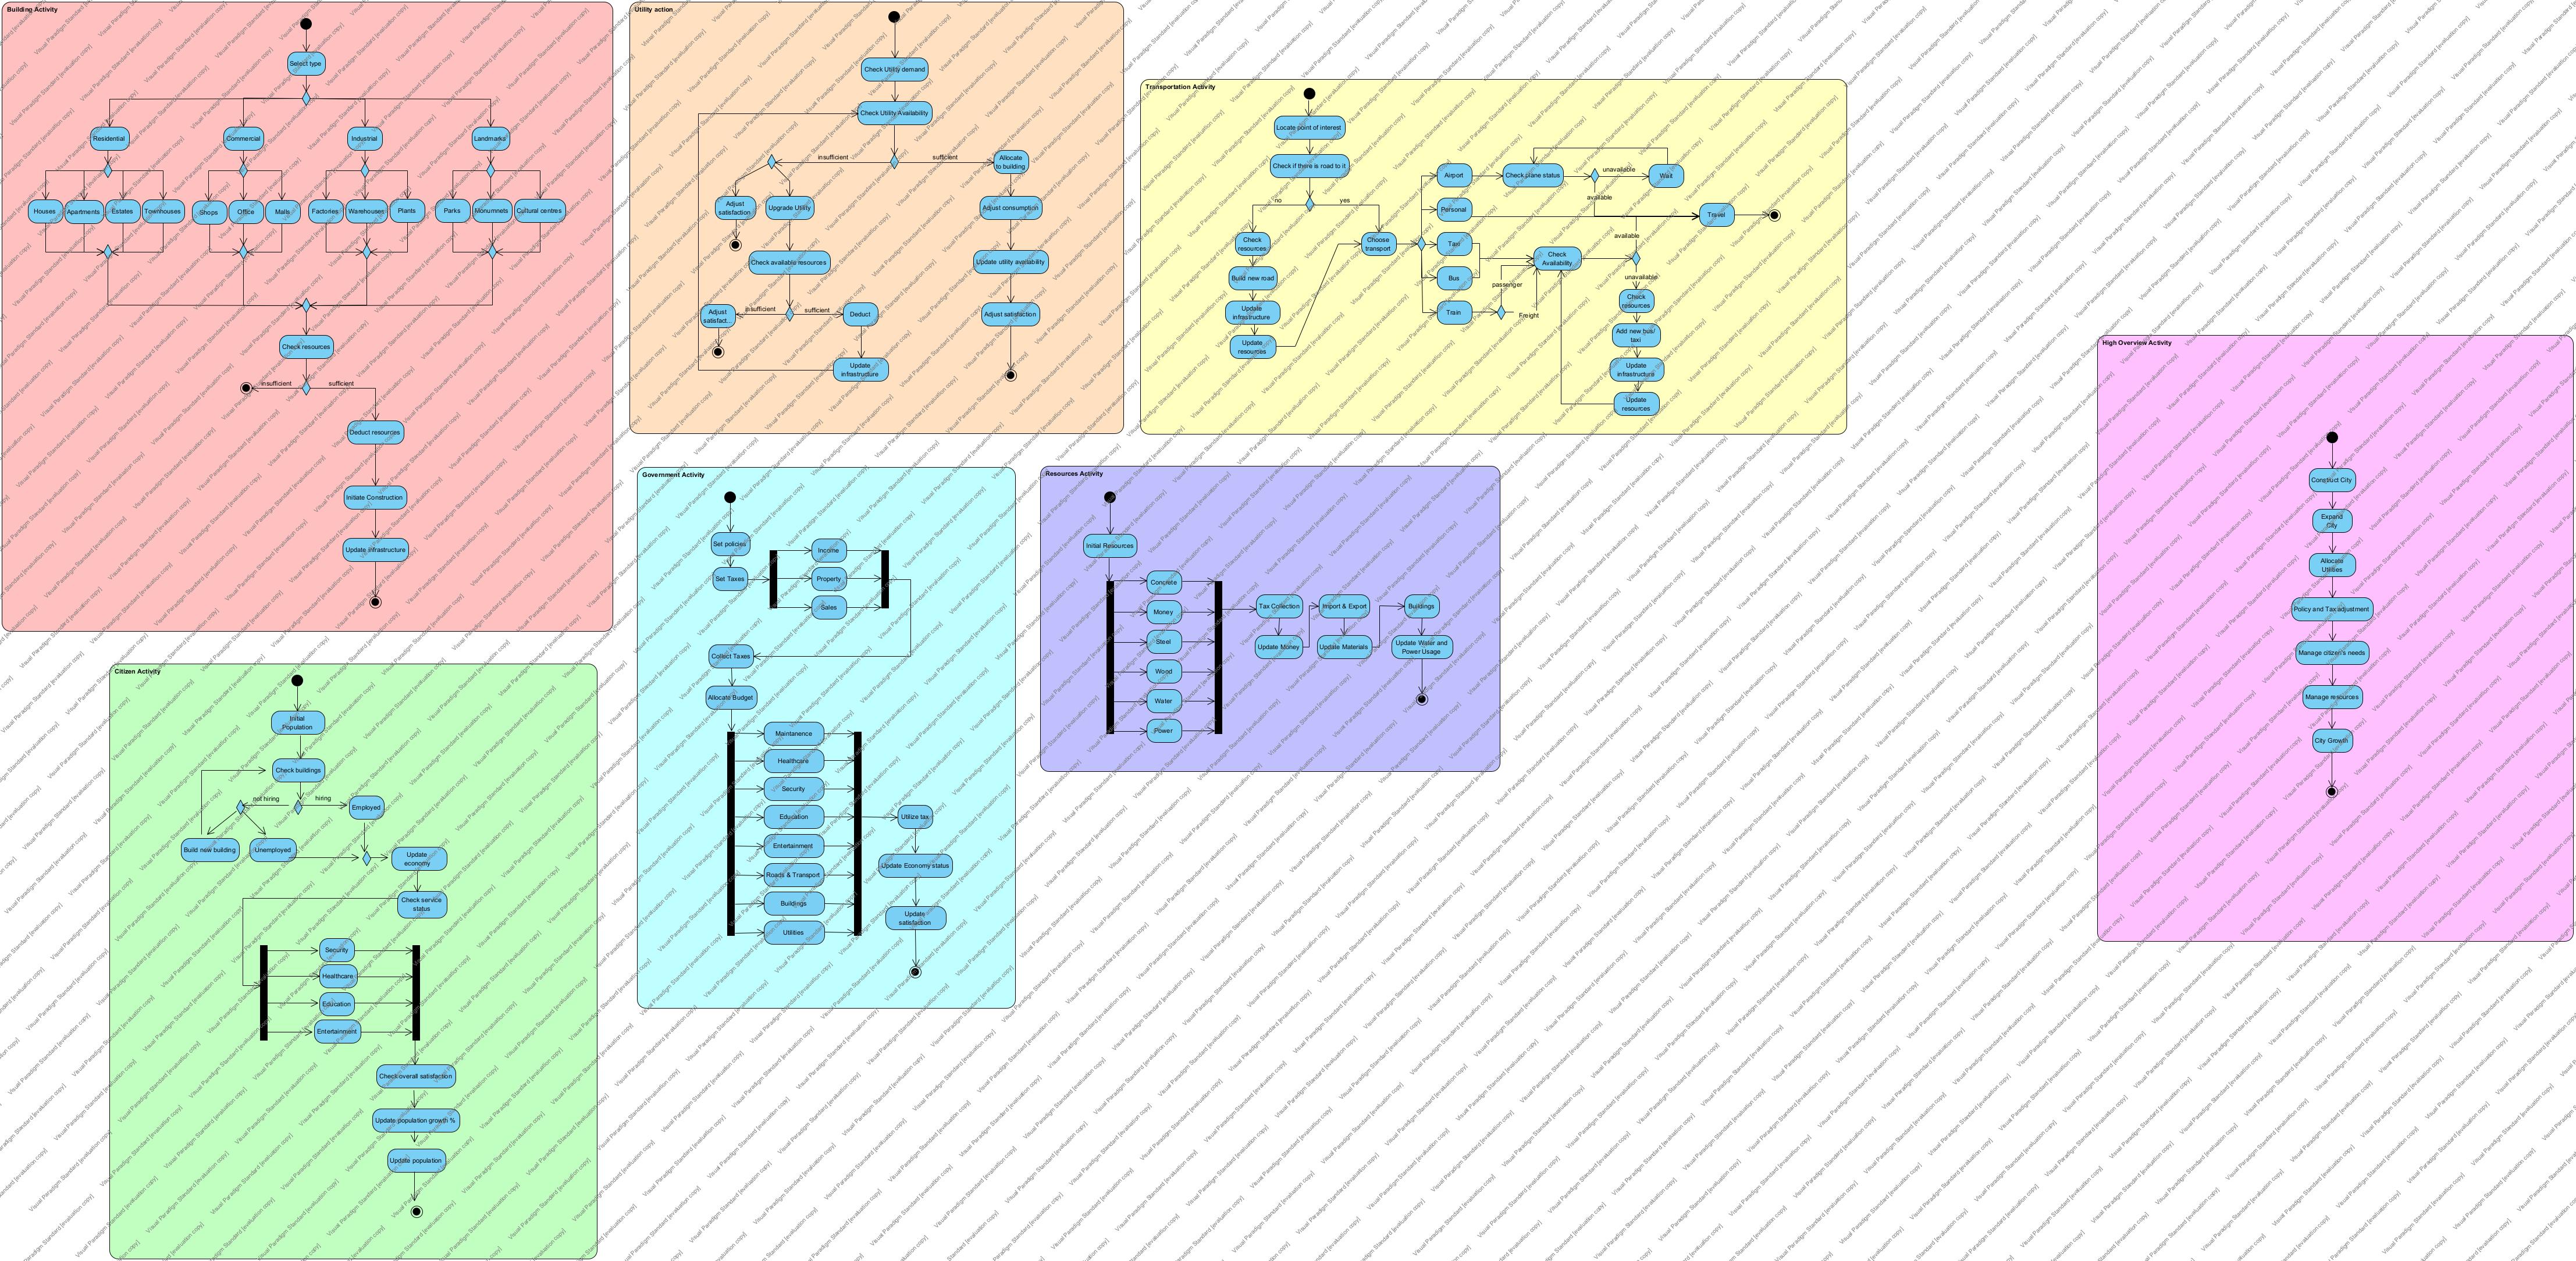 Building Activity
Select type
Residential
Commercial
Industrial
Landmarks
Houses
Apartments
Estates
Townhouses
Shops
Office
Malls
Factories
Warehouses
Plants
Parks
Monumnets
Cultural centres
Check resources
insufficient
sufficient
Deduct resources
Initiate Construction
Update infrastructure
Utility action
Check Utility demand
Check Utility Availability
insufficient
sufficient
Allocate
to building
Adjust
satisfaction
Upgrade Utility
Adjust consumption
Check available resources
Update utility availability
Adjust
satisfact...
insufficient
sufficient
Deduct
Adjust satisfaction
Update
infrastructure
Transportation Activity
Locate point of interest
Check if there is road to it
no
yes
Check
resources
Build new road
Update
infrastructure
Update
resources
Choose
transport
Airport
Personal
Taxi
Bus
Train
Check plane status
unavailable
Wait
available
Travel
Check
Availability
available
unavailable
passenger
Freight
Check
resources
Add new bus/
taxi
Update
infrastructure
Update
resources
High Overview Activity
Construct City
Expand
City
Allocate
Utilities
Policy and Tax adjustment
Manage citizen's needs
Manage resources
City Growth
Government Activity
Set policies
Set Taxes
Income
Property
Sales
Collect Taxes
Allocate Budget
Maintanence
Healthcare
Security
Education
Entertainment
Roads & Transport
Buildings
Utilities
Utilize tax
Update Economy status
Update
satisfaction
Resources Activity
Initial Resources
Concrete
Money
Steel
Wood
Water
Power
Tax Collection
Import & Export
Buildings
Update Money
Update Materials
Update Water and
Power Usage
Citizen Activity
Initial
Population
Check buildings
not hiring
hiring
Employed
Build new building
Unemployed
Update
economy
Check service
status
Security
Healthcare
Education
Entertainment
Check overall satisfaction
Update population growth %
Update population
Visual Paradigm Standard [evaluation copy]